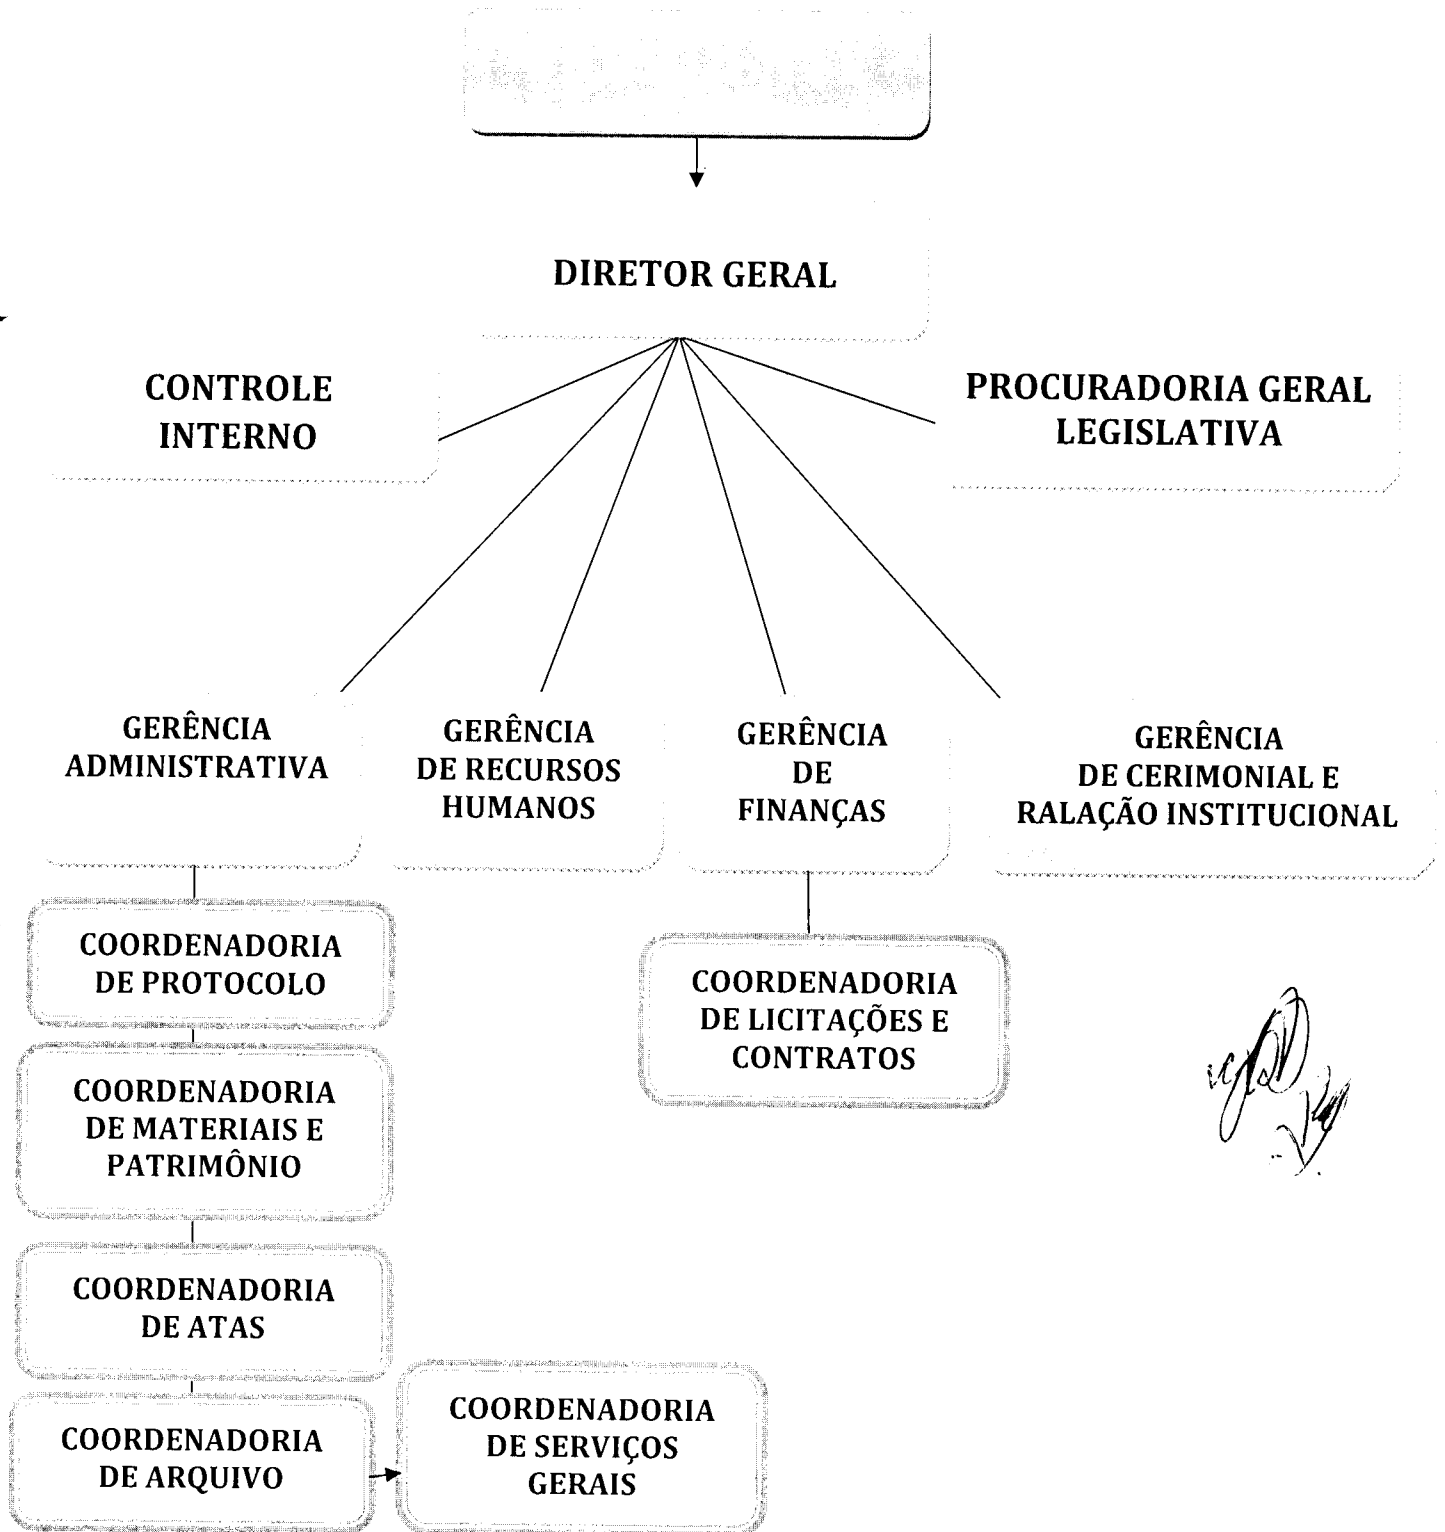 DIRETOR GERAL
CONTROLE
INTERNO
PROCURADORIA GERAL
LEGISLATIVA
GERÊNCIA
ADMINISTRATIVA
GERÊNCIA
DE RECURSOS
HUMANOS
GERÊNCIA
DE
FINANÇAS
GERÊNCIA
DE CERIMONIAL E
RALAÇÃO INSTITUCIONAL
COORDENADORIA
DE PROTOCOLO
COORDENADORIA
DE LICITAÇÕES E
CONTRATOS
COORDENADORIA
DE MATERIAIS E
PATRIMÔNIO
COORDENADORIA
DE ATAS
COORDENADORIA
DE ARQUIVO
COORDENADORIA
DE SERVIÇOS
GERAIS